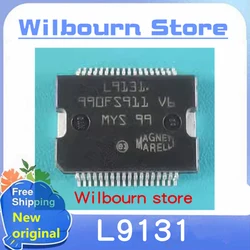 Wilbourn Store
L9131
990FS911 V6
MYS 99
MAGNETI
MARELLI
Free
shipping
New
original
Wilbourn store
L9131